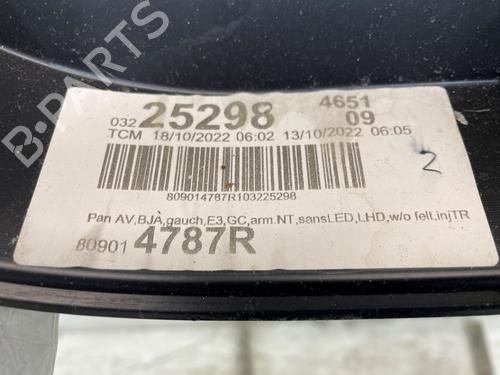 B-PARTS
032 25298 4651 09
TCM 18/10/2022 06:02 13/10/2022 06:05
2
809014787R103225298
Pan AV,BJA,gauch,E3,GC,arm.NT,sansLED,LHD,w/o felt,injTR
80901 4787R